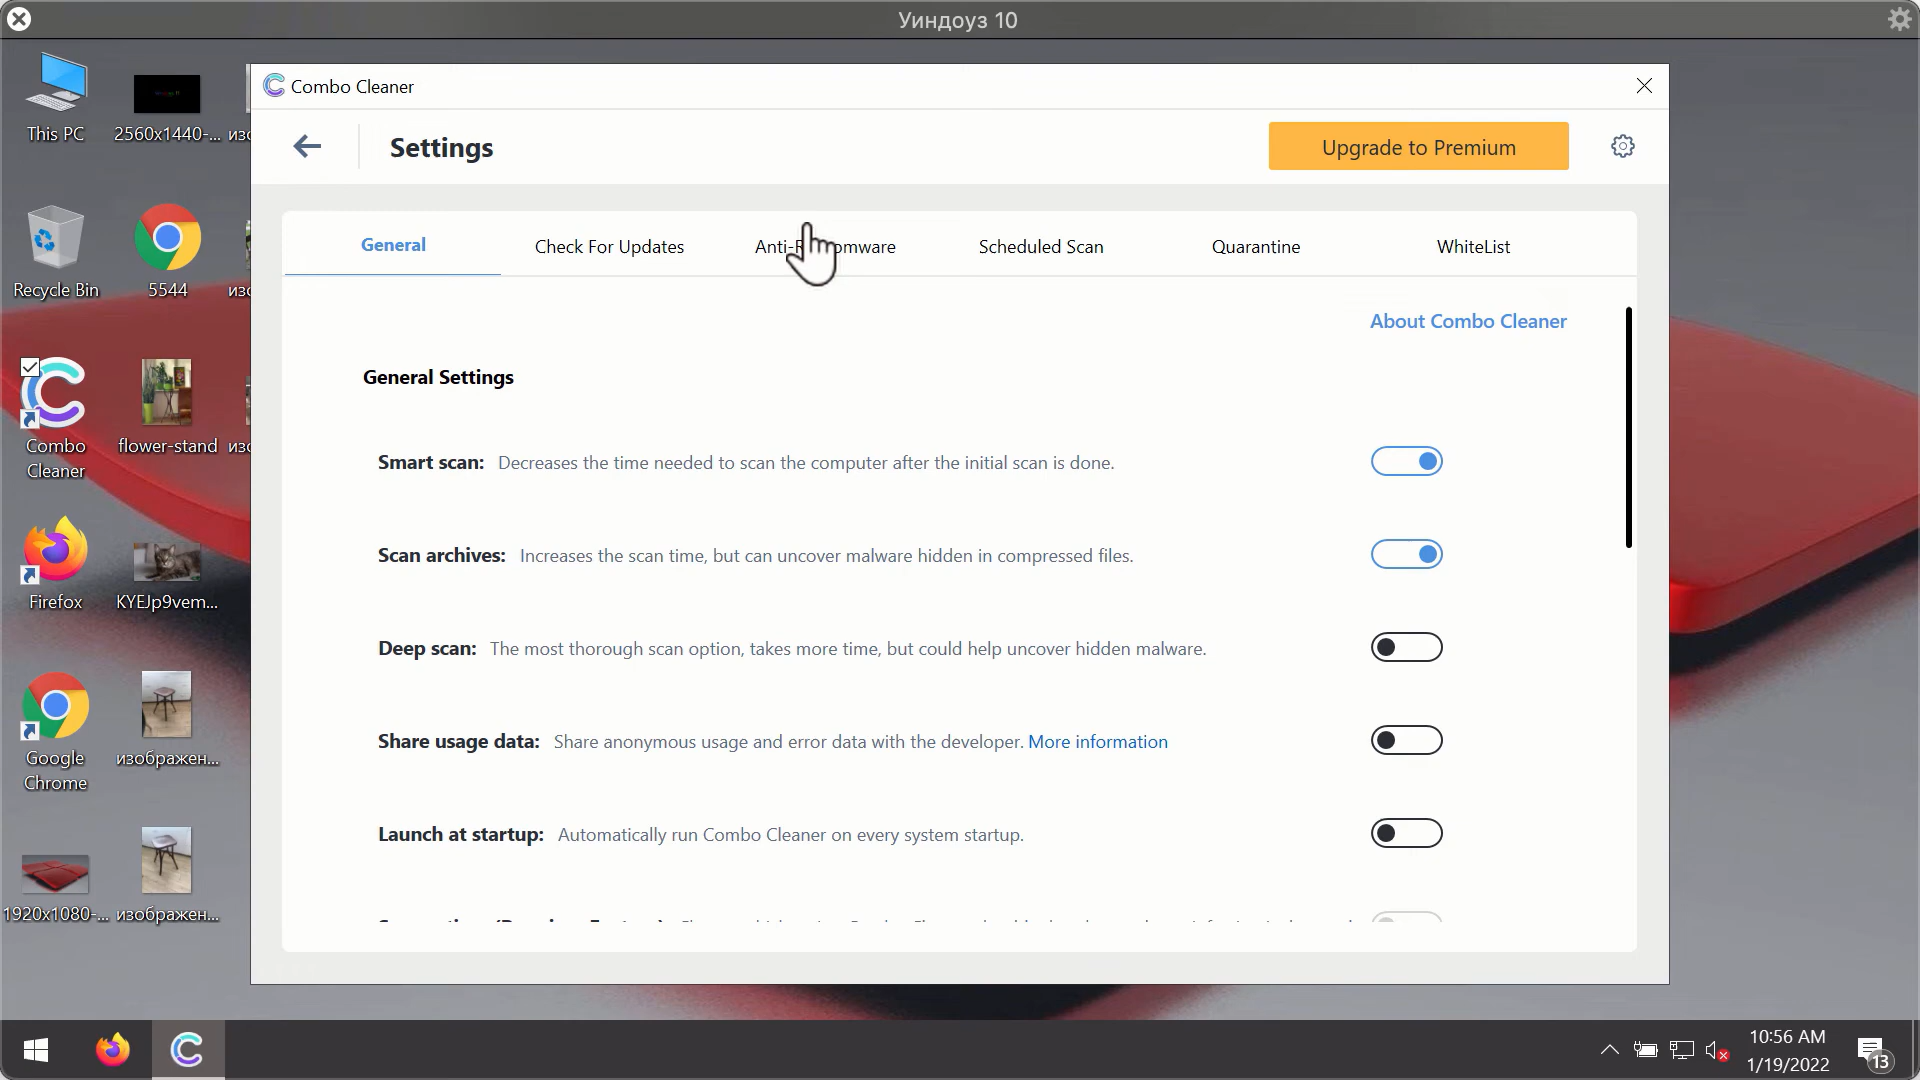 Уиндоуз 10
This PC
2560x1440-...
Recycle Bin
5544
Combo
Cleaner
flower-stand
Firefox
KYEJp9vem...
Google
Chrome
изображен...
1920x1080-...
изображен...
Combo Cleaner
Settings
Upgrade to Premium
General
Check For Updates
Scheduled Scan
Quarantine
WhiteList
About Combo Cleaner
General Settings
Smart scan: Decreases the time needed to scan the computer after the initial scan is done.
Scan archives: Increases the scan time, but can uncover malware hidden in compressed files.
Deep scan: The most thorough scan option, takes more time, but could help uncover hidden malware.
Share usage data: Share anonymous usage and error data with the developer. More information
Launch at startup: Automatically run Combo Cleaner on every system startup.
10:56 AM
1/19/2022
13